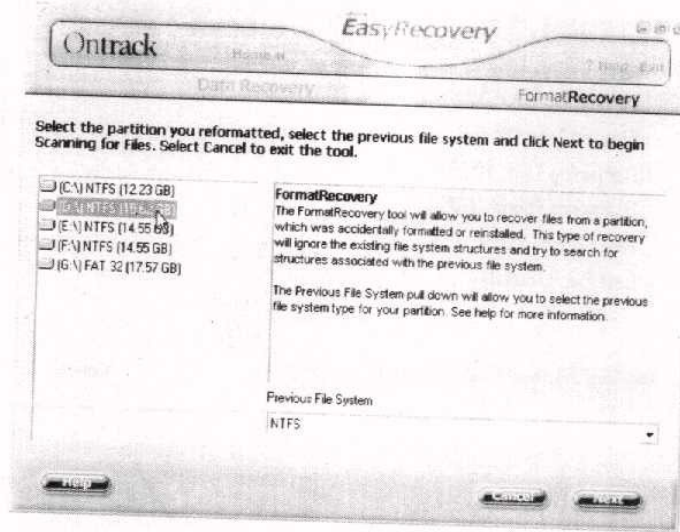 EasyRecovery
Ontrack
Home
? Help Exit
Data Recovery
FormatRecovery
Select the partition you reformatted, select the previous file system and click Next to begin
Scanning for Files. Select Cancel to exit the tool.
(C:\) NTFS (12.23 GB)
NTFS
(E:\) NTFS (14.55 GB)
(F:\) NTFS (14.55 GB)
(G:\) FAT 32 (17.57 GB)
FormatRecovery
The FormatRecovery tool will allow you to recover files from a partition,
which was accidentally formatted or reinstalled. This type of recovery
will ignore the existing file system structures and try to search for
structures associated with the previous file system.
The Previous File System pull down will allow you to select the previous
file system type for your partition. See help for more information.
Previous File System
NTFS
Help
Cancel
Next